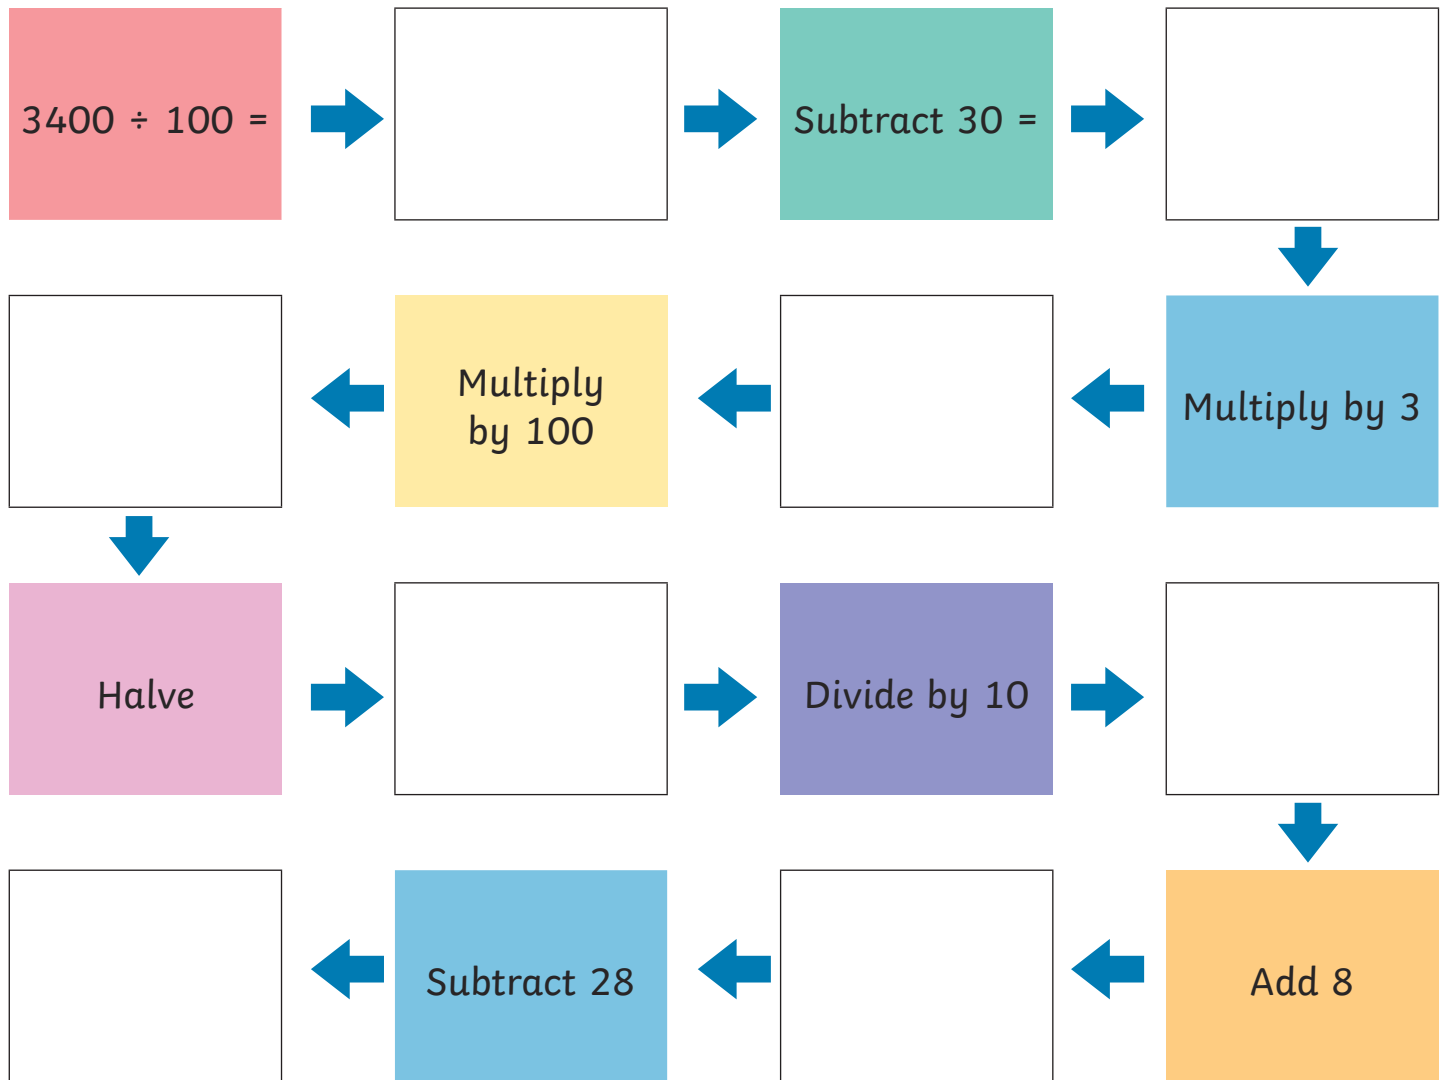 3400 ÷ 100 =
Subtract 30 =
Multiply
by 100
Multiply by 3
Halve
Divide by 10
Subtract 28
Add 8